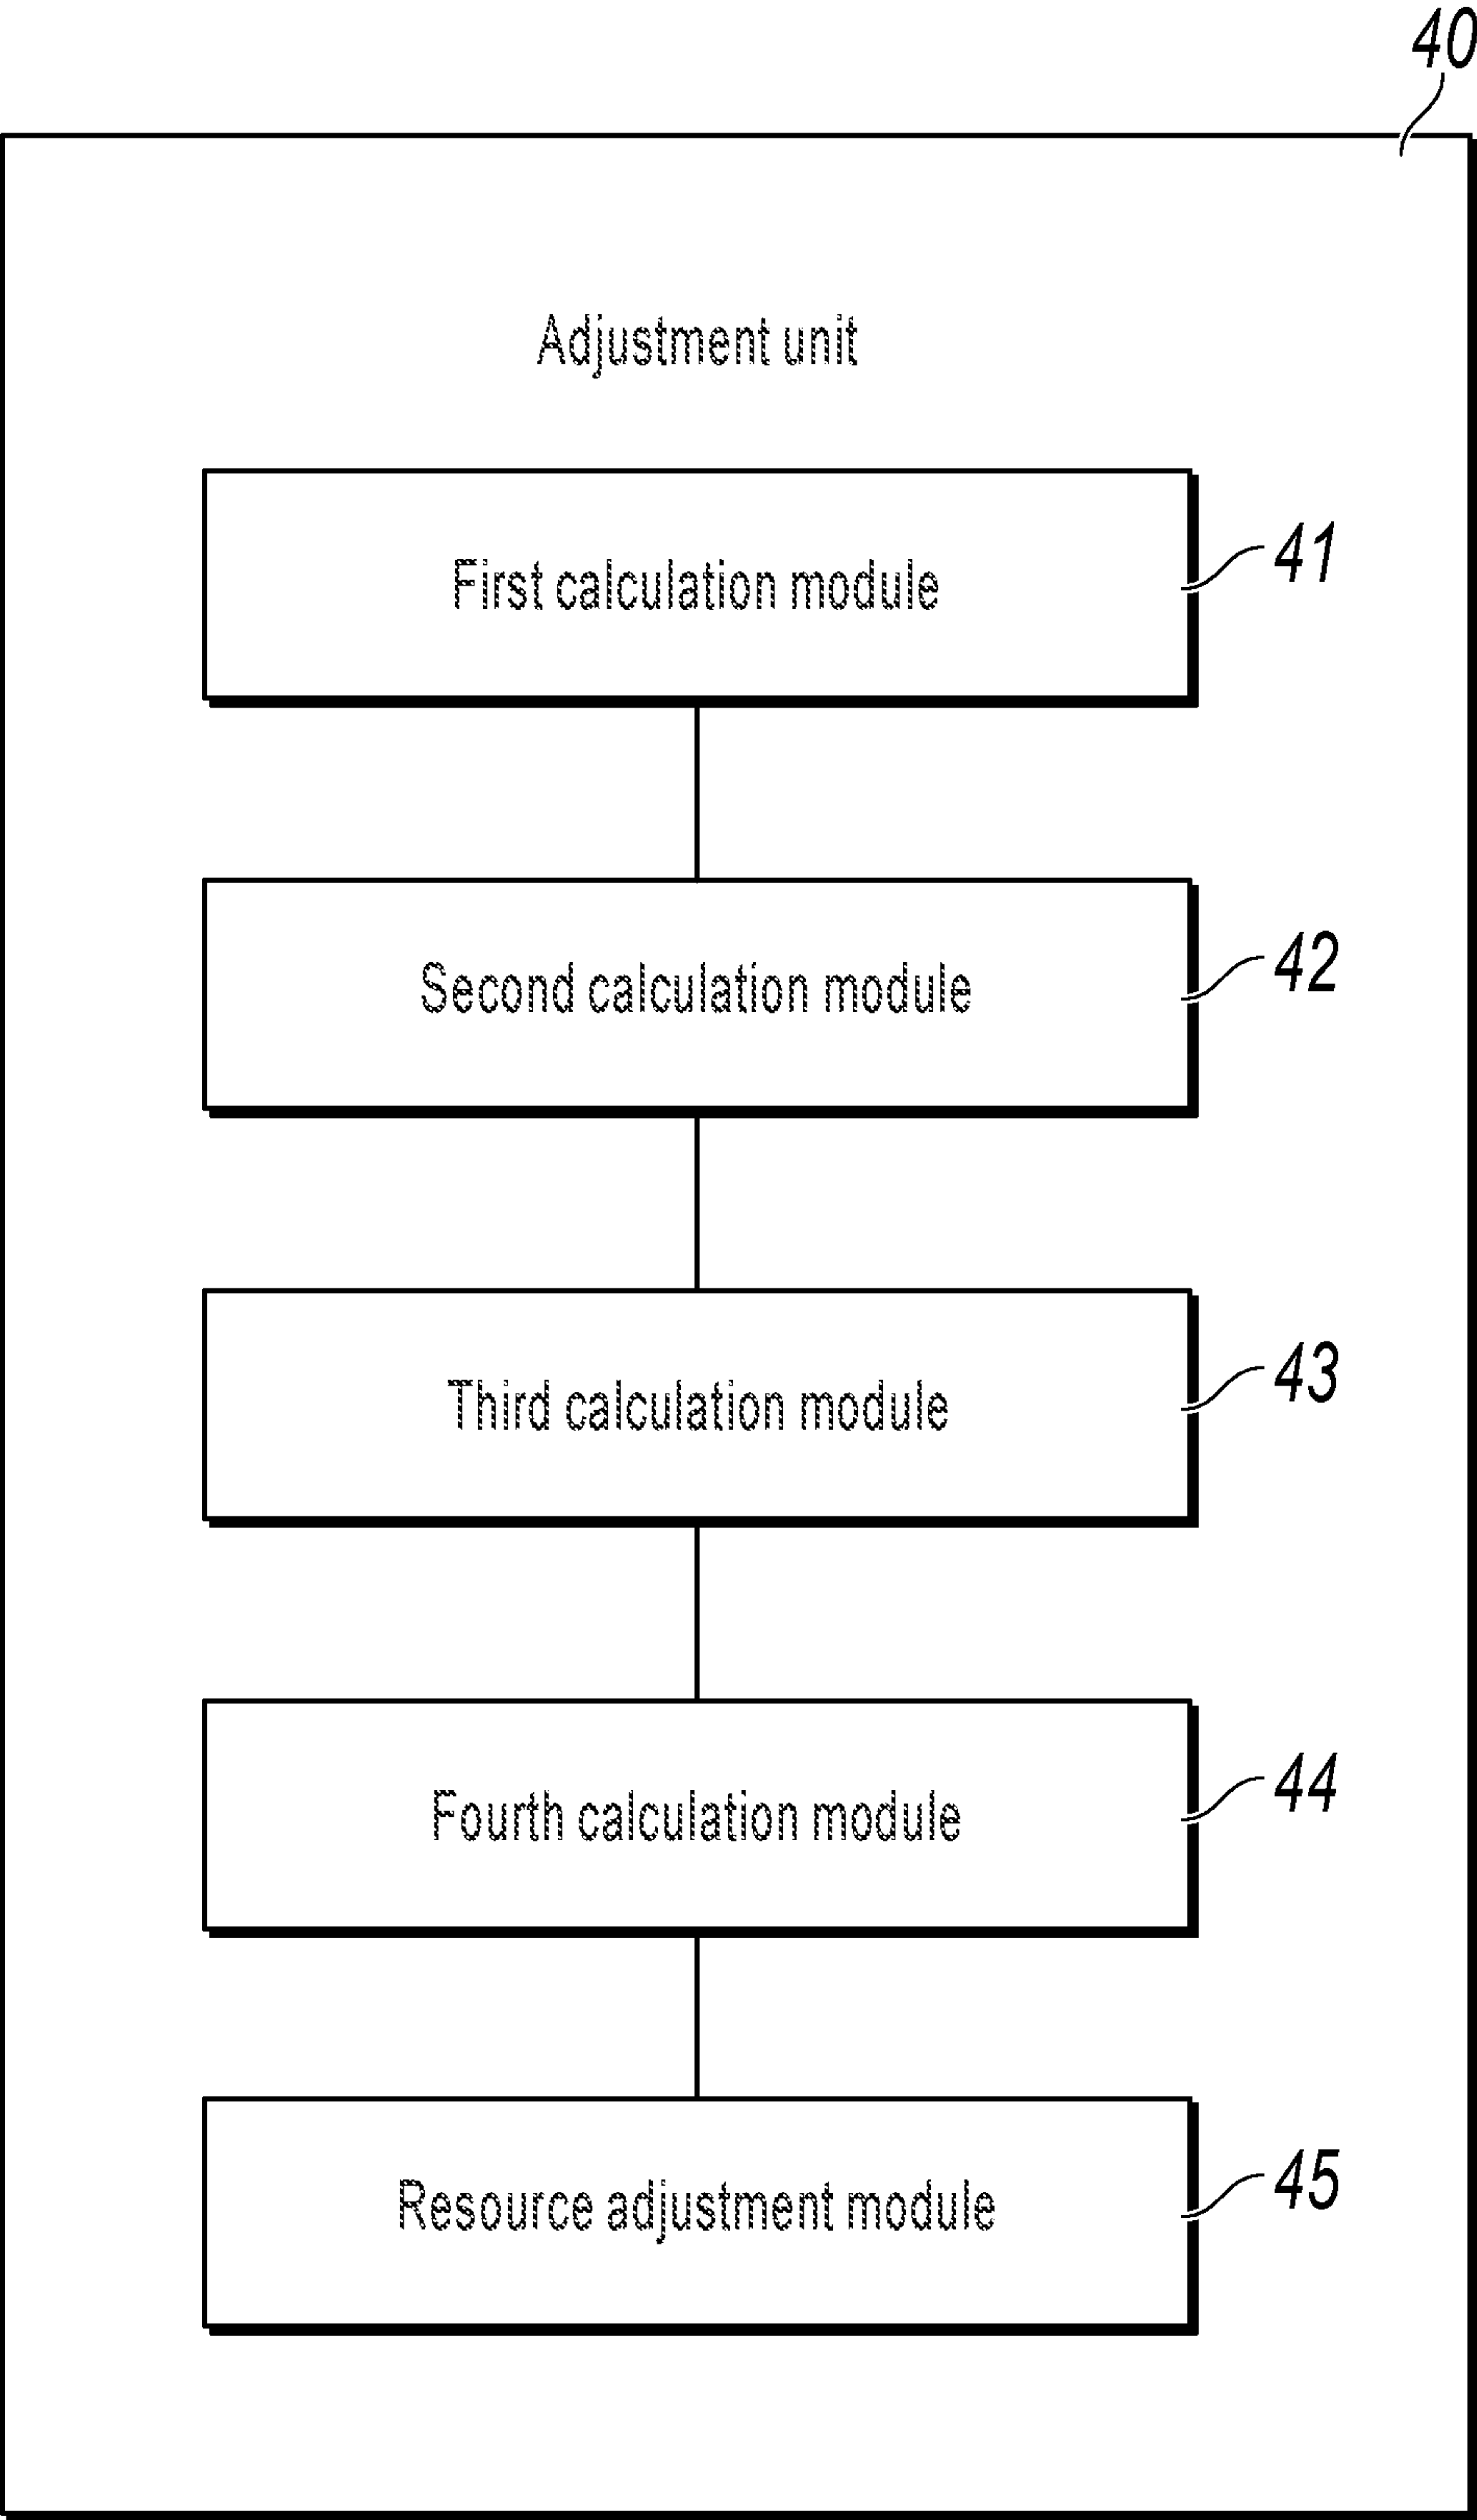 40
Adjustment unit
First calculation module
41
Second calculation module
42
Third calculation module
43
Fourth calculation module
44
Resource adjustment module
45